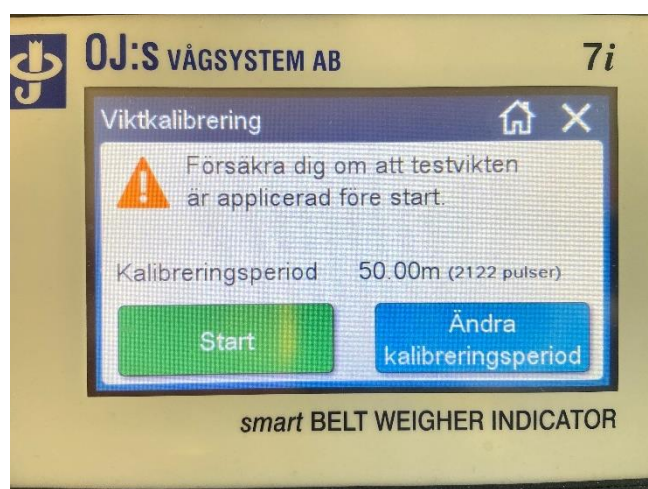 OJ:S VÅGSYSTEM AB
7i
Viktkalibrering
Försäkra dig om att testvikten
är applicerad före start.
Kalibreringsperiod 50.00m (2122 pulser)
Start
Ändra
kalibreringsperiod
smart BELT WEIGHER INDICATOR